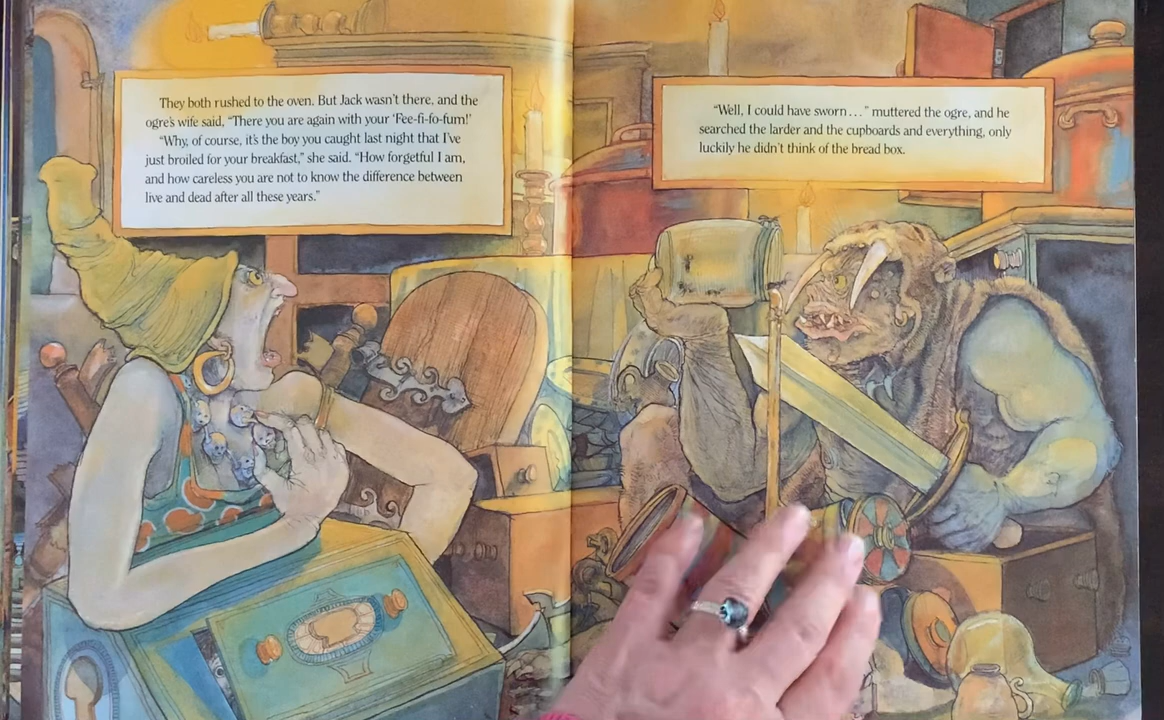 They both rushed to the oven. But Jack wasn't there, and the
ogre's wife said, "There you are again with your 'Fee-fi-fo-fum!'
"Why, of course, it's the boy you caught last night that I've
just broiled for your breakfast," she said. "How forgetful I am,
and how careless you are not to know the difference between
live and dead after all these years."
"Well, I could have sworn..." muttered the ogre, and he
searched the larder and the cupboards and everything, only
luckily he didn't think of the bread box.